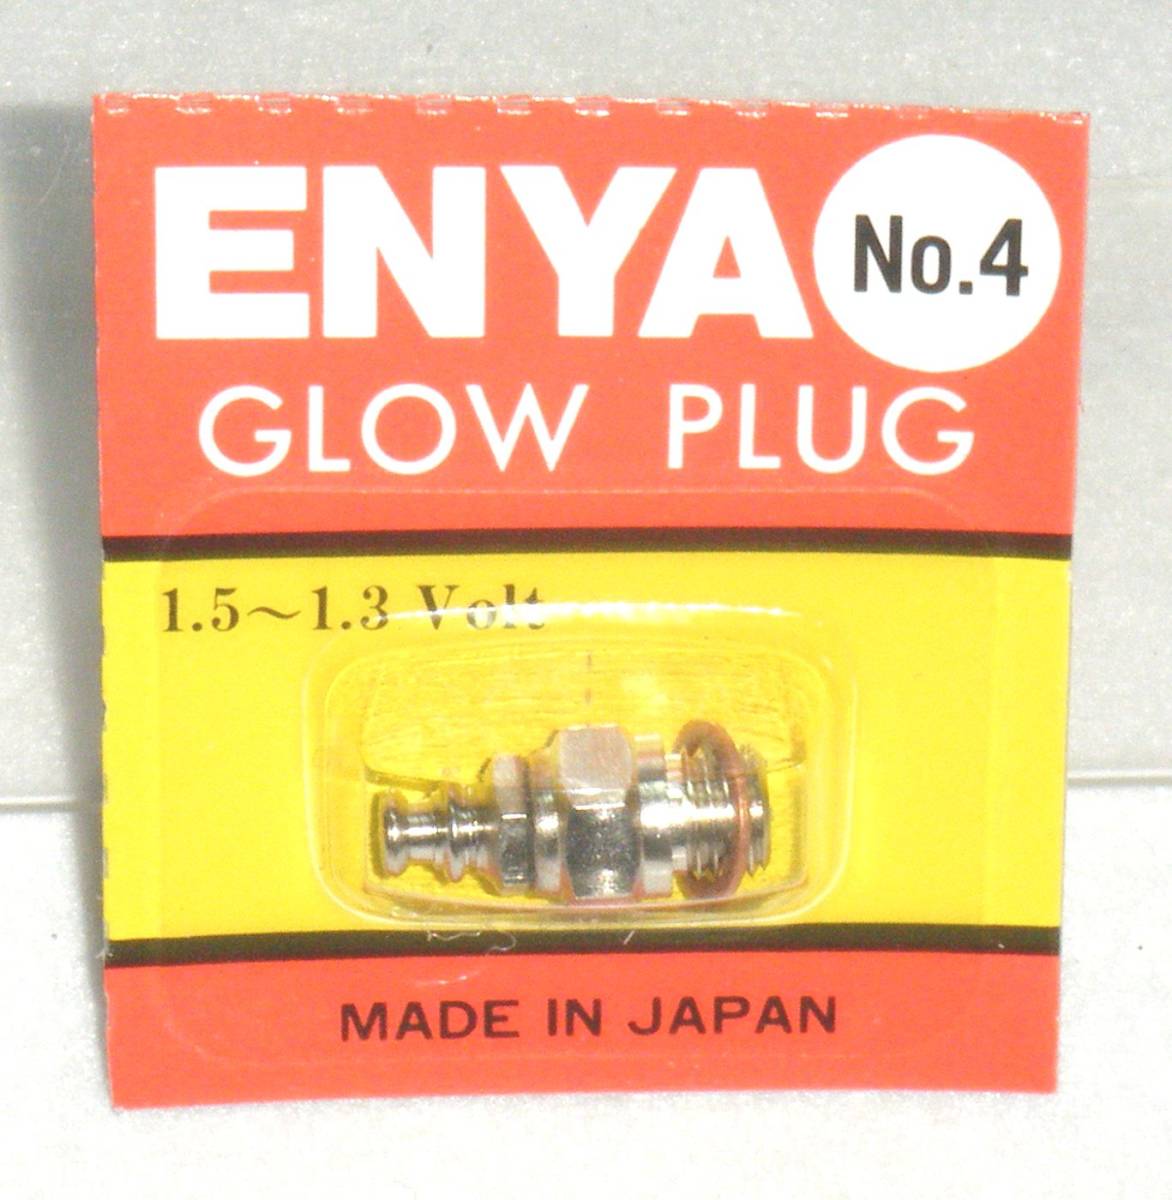 ENYA No.4
GLOW PLUG
1.5~1.3 Volt
MADE IN JAPAN